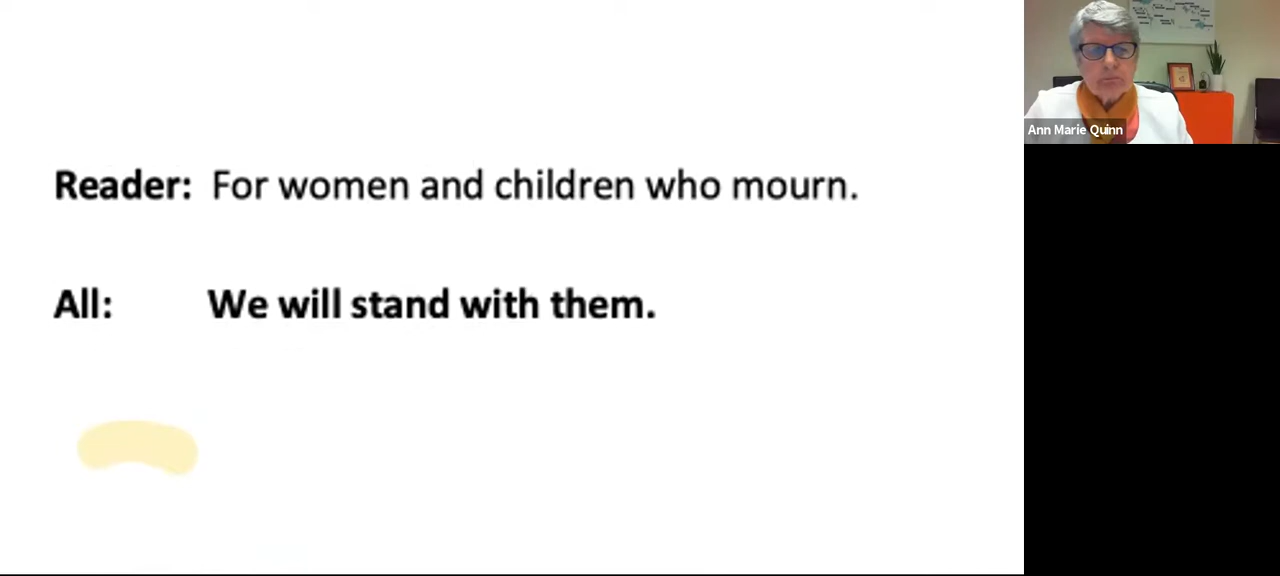 Reader: For women and children who mourn.
All: We will stand with them.
Ann Marie Quinn